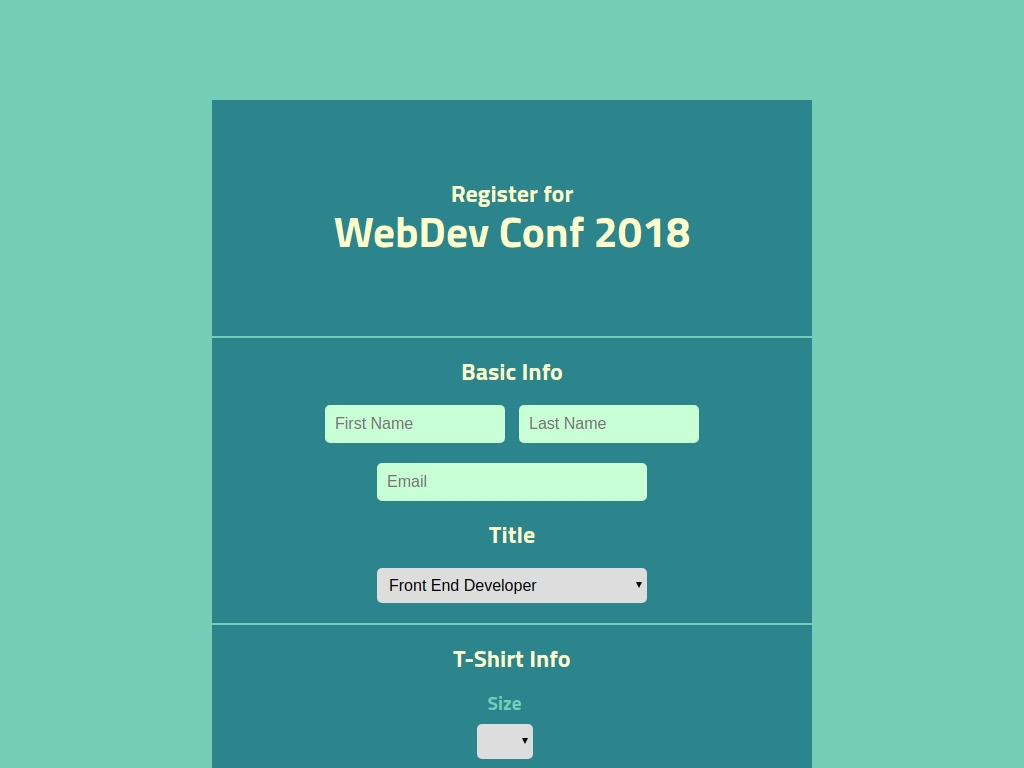 Register for
WebDev Conf 2018
Basic Info
First Name Last Name
Email
Title
Front End Developer
T-Shirt Info
Size